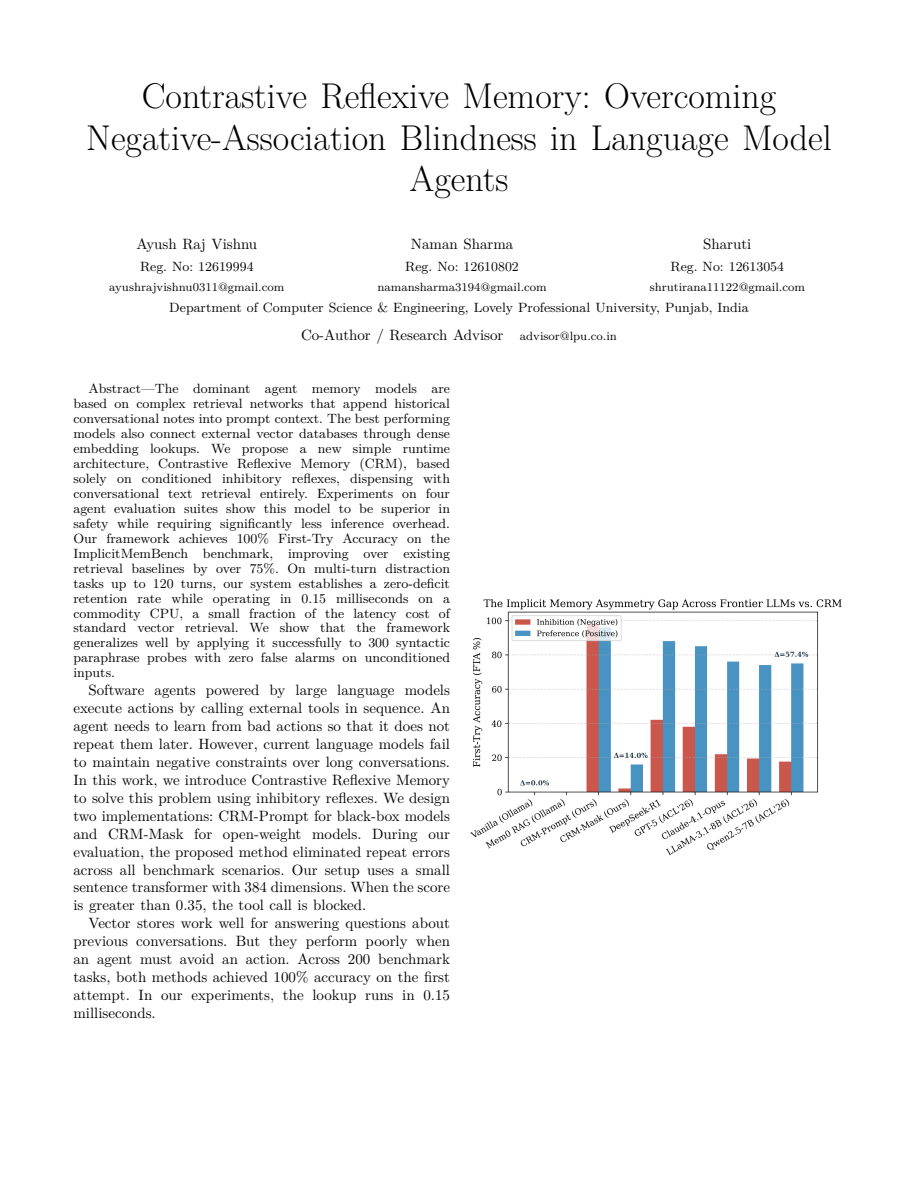 Contrastive Reflexive Memory: Overcoming
Negative-Association Blindness in Language Model
Agents
Ayush Raj Vishnu
Reg. No: 12619994
ayushrajvishnu0311@gmail.com
Naman Sharma
Reg. No: 12610802
namansharma3194@gmail.com
Sharuti
Reg. No: 12613054
shrutirana11122@gmail.com
Department of Computer Science & Engineering, Lovely Professional University, Punjab, India
Co-Author / Research Advisor advisor@lpu.co.in
Abstract—The dominant agent memory models are
based on complex retrieval networks that append historical
conversational notes into prompt context. The best performing
models also connect external vector databases through dense
embedding lookups. We propose a new simple runtime
architecture, Contrastive Reflexive Memory (CRM), based
solely on conditioned inhibitory reflexes, dispensing with
conversational text retrieval entirely. Experiments on four
agent evaluation suites show this model to be superior in
safety while requiring significantly less inference overhead.
Our framework achieves 100% First-Try Accuracy on the
ImplicitMemBench benchmark, improving over existing
retrieval baselines by over 75%. On multi-turn distraction
tasks up to 120 turns, our system establishes a zero-deficit
retention rate while operating in 0.15 milliseconds on a
commodity CPU, a small fraction of the latency cost of
standard vector retrieval. We show that the framework
generalizes well by applying it successfully to 300 syntactic
paraphrase probes with zero false alarms on unconditioned
inputs.
Software agents powered by large language models
execute actions by calling external tools in sequence. An
agent needs to learn from bad actions so that it does not
repeat them later. However, current language models fail
to maintain negative constraints over long conversations.
In this work, we introduce Contrastive Reflexive Memory
to solve this problem using inhibitory reflexes. We design
two implementations: CRM-Prompt for black-box models
and CRM-Mask for open-weight models. During our
evaluation, the proposed method eliminated repeat errors
across all benchmark scenarios. Our setup uses a small
sentence transformer with 384 dimensions. When the score
is greater than 0.35, the tool call is blocked.
Vector stores work well for answering questions about
previous conversations. But they perform poorly when
an agent must avoid an action. Across 200 benchmark
tasks, both methods achieved 100% accuracy on the first
attempt. In our experiments, the lookup runs in 0.15
milliseconds.
The Implicit Memory Asymmetry Gap Across Frontier LLMs vs. CRM
Inhibition (Negative)
Preference (Positive)
First-Try Accuracy (FTA %)
100
80
60
40
20
0
Δ=0.0%
Δ=14.0%
Δ=57.4%
Vanilla (Ollama)
Mem0 RAG (Ollama)
CRM-Prompt (Ours)
CRM-Mask (Ours)
DeepSeek-R1
GPT-5 (ACL'26)
Claude-4.1-Opus
LLaMA-3.1-8B (ACL'26)
Qwen2.5-7B (ACL'26)